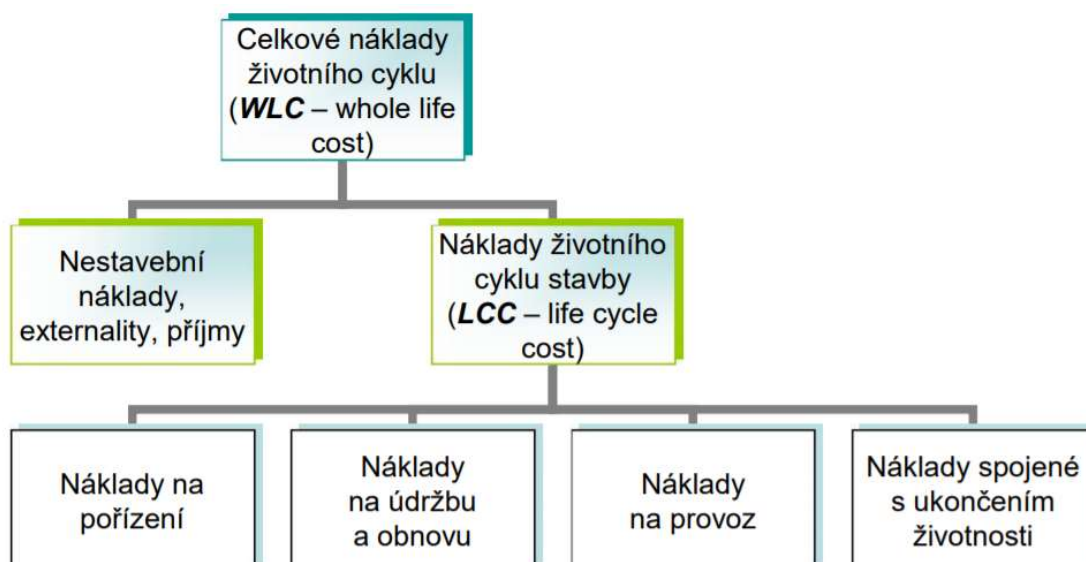 Celkové náklady
životního cyklu
(WLC – whole life
cost)
Nestavební
náklady,
externality, příjmy
Náklady životního
cyklu stavby
(LCC – life cycle
cost)
Náklady na
pořízení
Náklady
na údržbu
a obnovu
Náklady
na provoz
Náklady spojené
s ukončením
životnosti